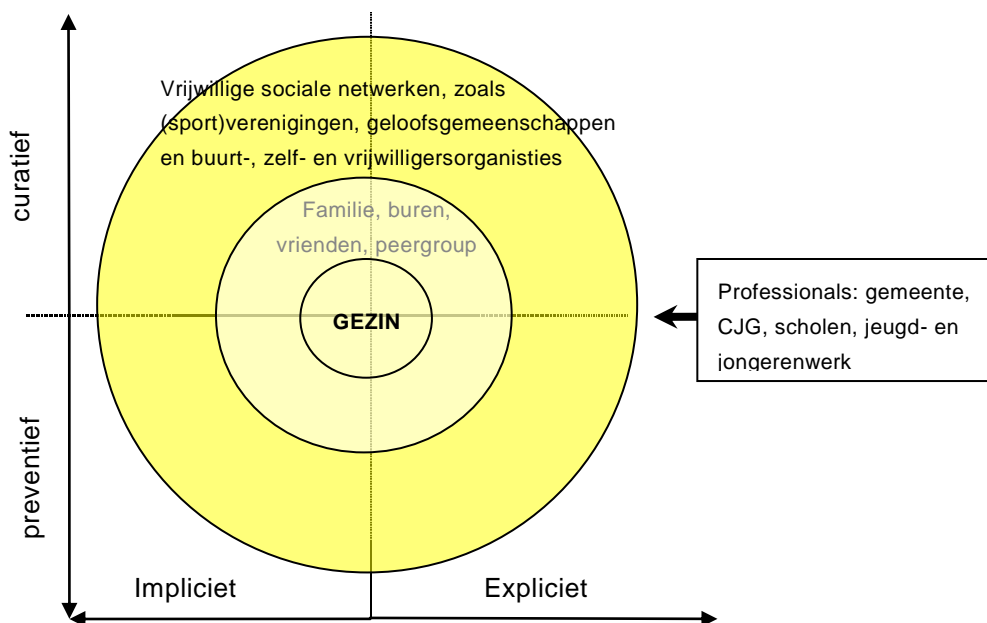 Vrijwillige sociale netwerken, zoals
(sport)verenigingen, geloofsgemeenschappen
en buurt-, zelf- en vrijwilligersorganisties
Familie, buren,
vrienden, peergroup
GEZIN
Professionals: gemeente,
CJG, scholen, jeugd- en
jongerenwerk
curatief
preventief
Impliciet
Expliciet